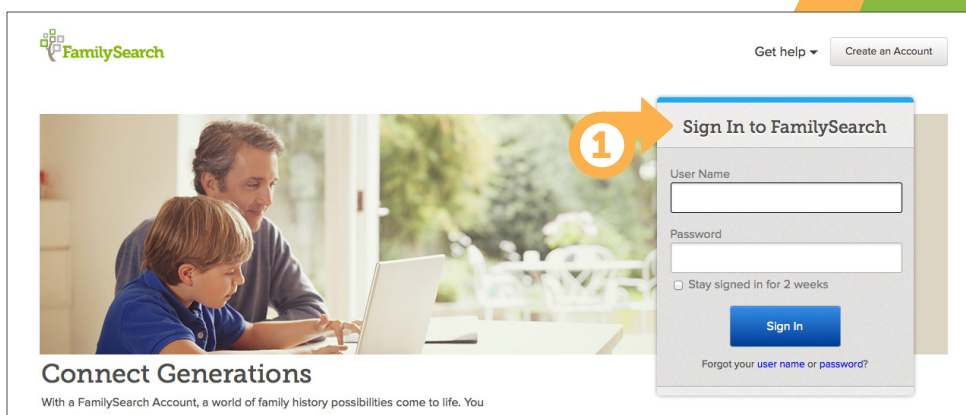 FamilySearch
Get help
Create an Account
1
Sign In to FamilySearch
User Name
Password
Stay signed in for 2 weeks
Sign In
Forgot your user name or password?
Connect Generations
With a FamilySearch Account, a world of family history possibilities come to life. You